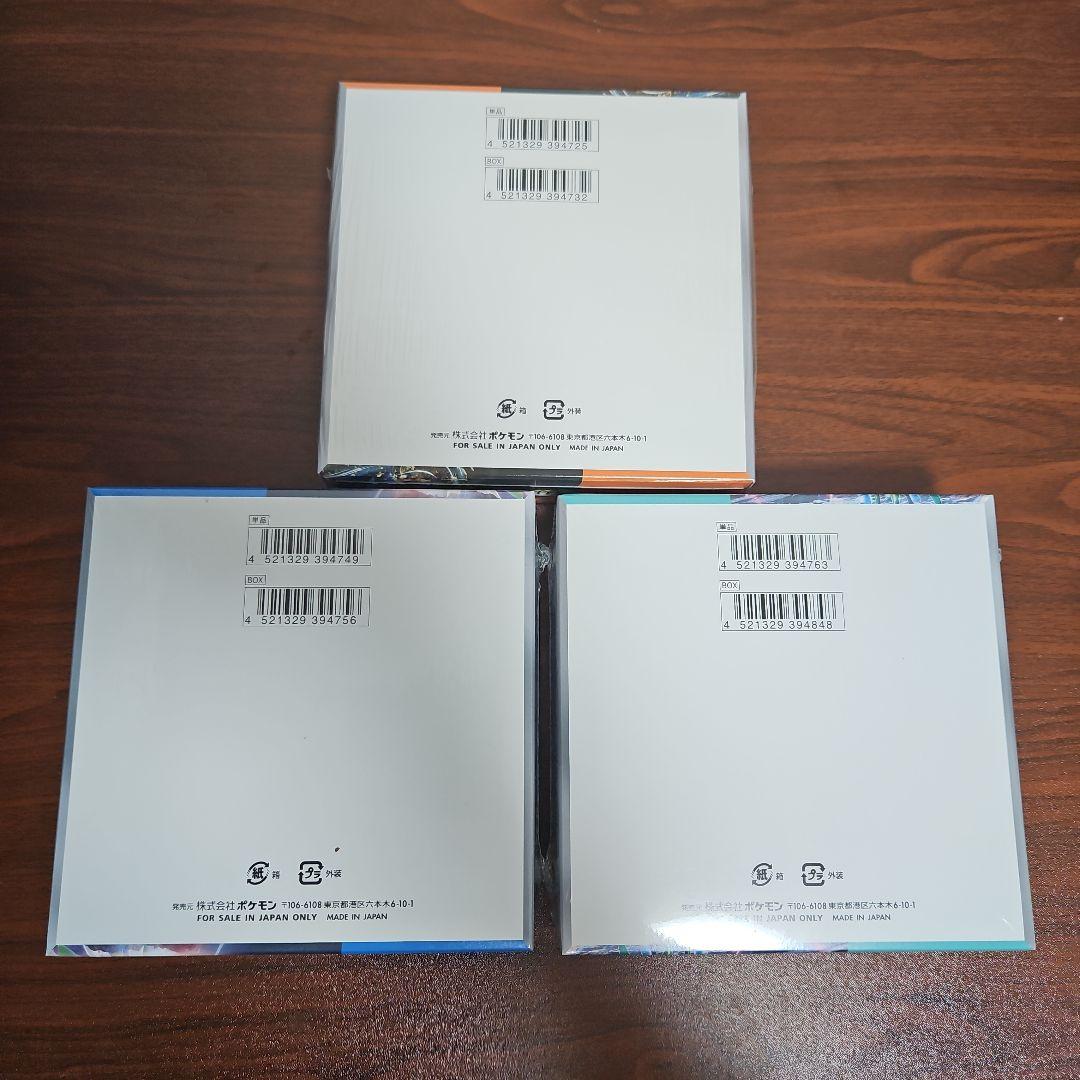 単品
4 521329 394725
BOX
4 521329 394732
紙 箱 プラ 外装
発売元 株式会社ポケモン 〒106-6108 東京都港区六本木6-10-1
FOR SALE IN JAPAN ONLY MADE IN JAPAN
単品
4 521329 394749
BOX
4 521329 394756
紙 箱 プラ 外装
発売元 株式会社ポケモン 〒106-6108 東京都港区六本木6-10-1
FOR SALE IN JAPAN ONLY MADE IN JAPAN
単品
4 521329 394763
BOX
4 521329 394848
紙 箱 プラ 外装
発売元 株式会社ポケモン 〒106-6108 東京都港区六本木6-10-1
IN JAPAN ONLY MADE IN JAPAN